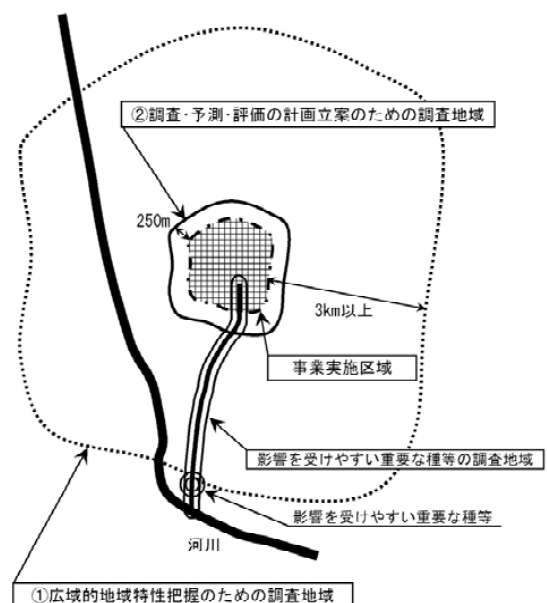 ②調査･予測･評価の計画立案のための調査地域
250m
3km以上
事業実施区域
影響を受けやすい重要な種等の調査地域
影響を受けやすい重要な種等
河川
①広域的地域特性把握のための調査地域